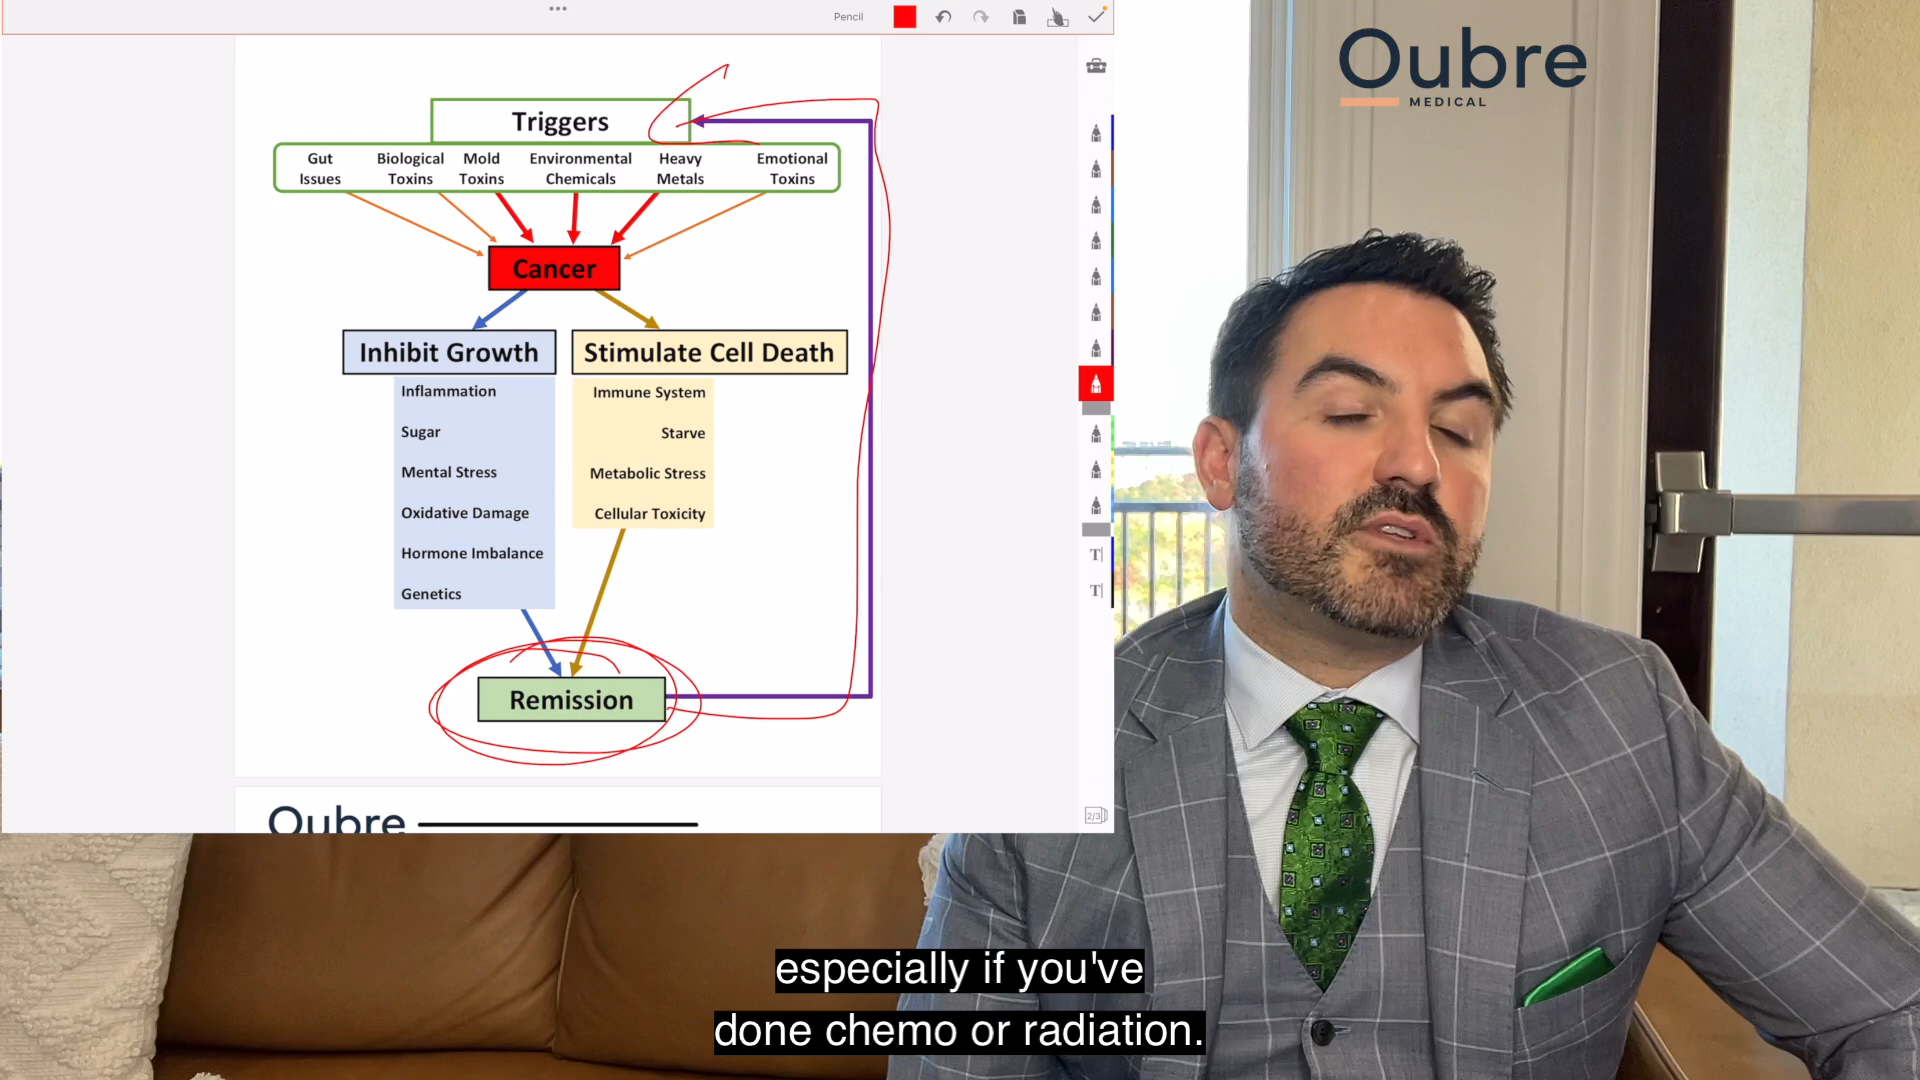 Pencil
Oubre
MEDICAL
Triggers
Gut Issues
Biological Toxins
Mold Toxins
Environmental Chemicals
Heavy Metals
Emotional Toxins
Cancer
Inhibit Growth
Stimulate Cell Death
Inflammation
Sugar
Mental Stress
Oxidative Damage
Hormone Imbalance
Genetics
Immune System
Starve
Metabolic Stress
Cellular Toxicity
Remission
T
T
2/3
Oubre
especially if you've
done chemo or radiation.